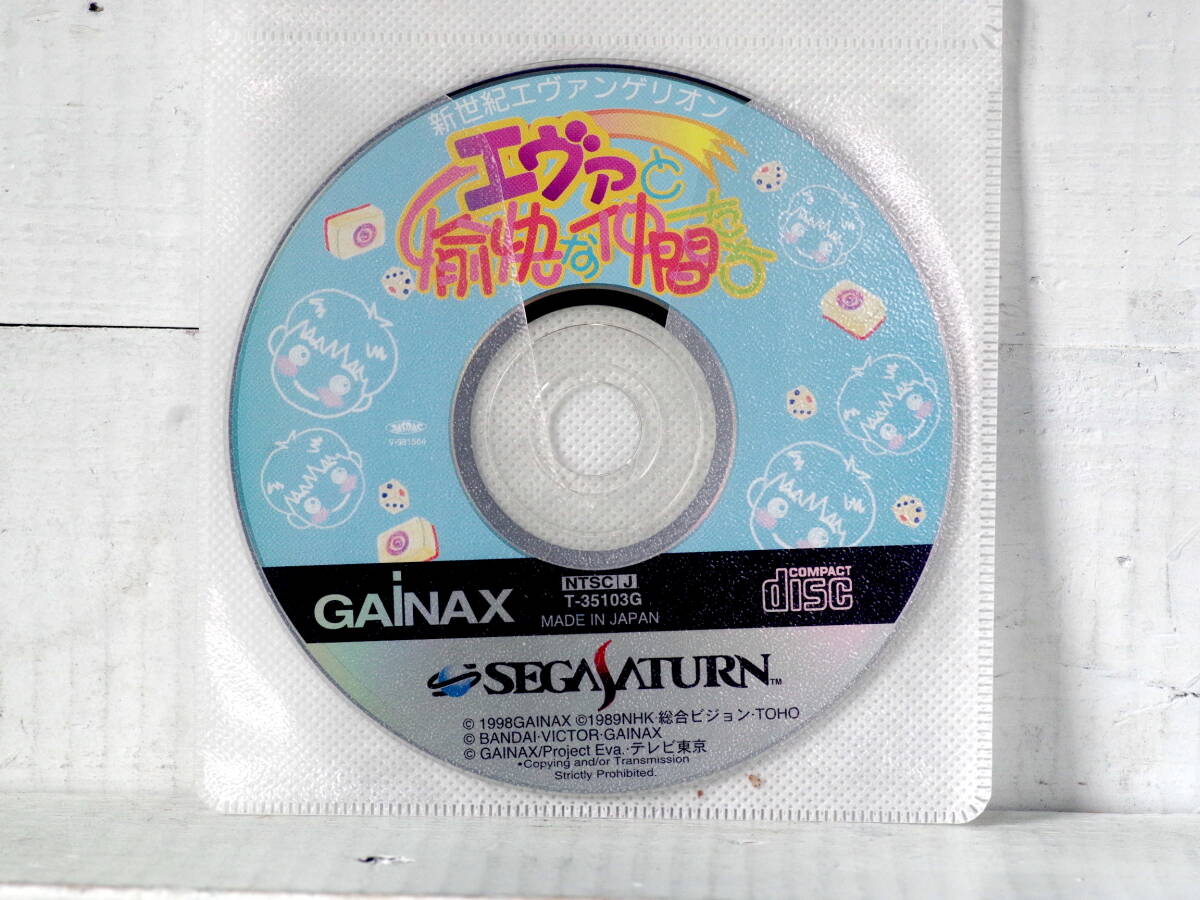 新世紀エヴァンゲリオン
エヴァと
愉快な仲間たち
V-981564
GAiNAX
NTSC J
T-35103G
MADE IN JAPAN
COMPACT
disc
SEGA SATURN™
© 1998GAINAX ©1989NHK·総合ビジョン·TOHO
© BANDAI·VICTOR·GAINAX
© GAINAX/Project Eva.·テレビ東京
•Copying and/or Transmission
Strictly Prohibited.